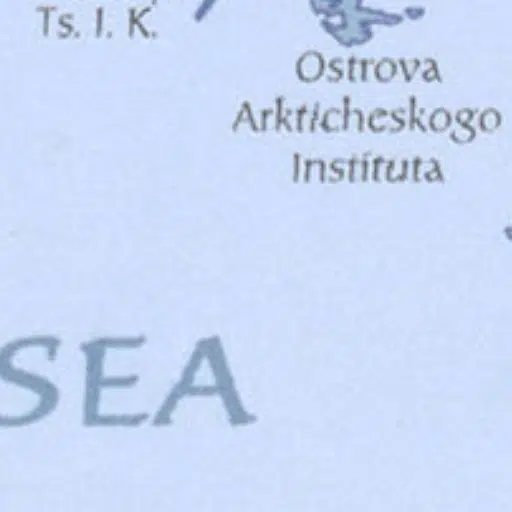 Ts. I. K.
Ostrova
Arkticheskogo
Instituta
SEA